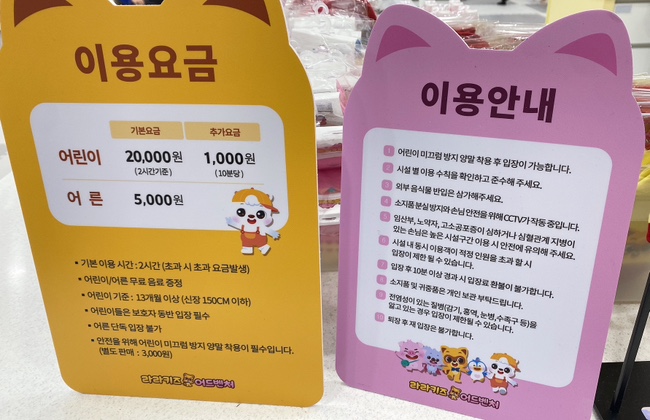 이용요금
기본요금 추가요금
어린이 20,000원 1,000원
(2시간기준) (10분당)
어 른 5,000원
• 기본 이용 시간 : 2시간 (초과 시 초과 요금발생)
• 어린이/어른 무료 음료 증정
• 어린이 기준 : 13개월 이상 (신장 150CM 이하)
• 어린이들은 보호자 동반 입장 필수
• 어른 단독 입장 불가
• 안전을 위해 어린이 미끄럼 방지 양말 착용이 필수입니다.
(별도 판매 : 3,000원)
라라키즈 어드벤처
이용안내
1 어린이 미끄럼 방지 양말 착용 후 입장이 가능합니다.
2 시설 별 이용 수칙을 확인하고 준수해 주세요.
3 외부 음식물 반입은 삼가해주세요.
4 소지품 분실 방지와 손님 안전을 위해 CCTV가 작동 중입니다.
5 임산부, 노약자, 고소공포증이 심하거나 심혈관계 지병이
있는 손님은 높은 시설구간 이용 시 안전에 유의해 주세요.
6 시설 내 동시 이용객이 적정 인원을 초과 할 시
입장이 제한 될 수 있습니다.
7 입장 후 10분 이상 경과 시 입장료 환불이 불가합니다.
8 소지품 및 귀중품은 개인 보관 부탁드립니다.
9 전염성이 있는 질병(감기, 홍역, 눈병, 수족구 등)을
앓고 있는 경우 입장이 제한될 수 있습니다.
10 퇴장 후 재 입장은 불가합니다.
라라키즈 어드벤처